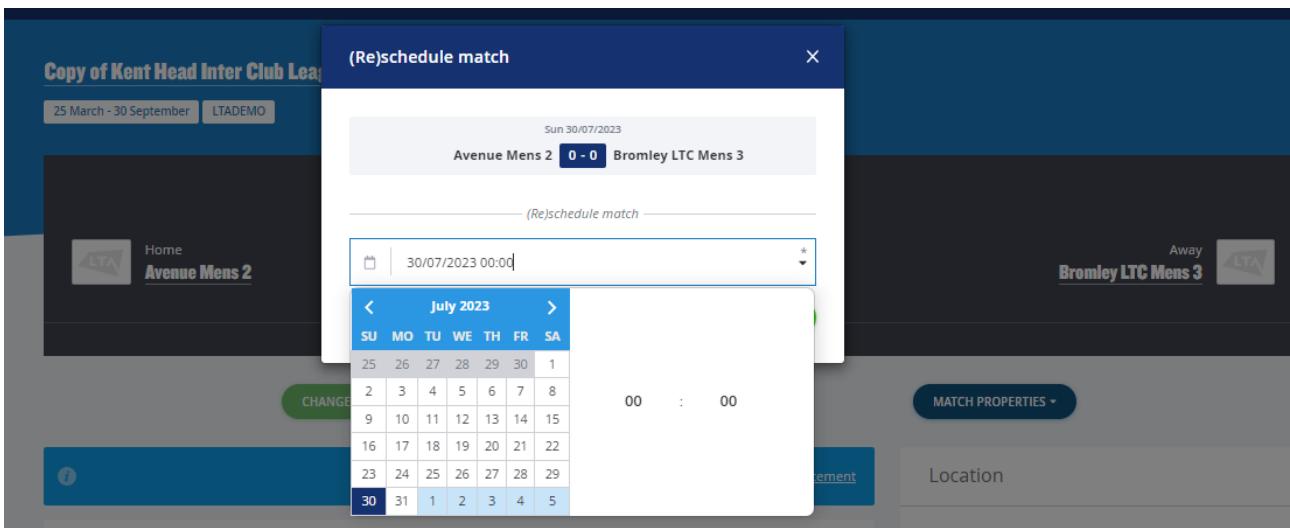 (Re)schedule match
Copy of Kent Head Inter Club Leag
25 March - 30 September LTADEMO
Sun 30/07/2023
Avenue Mens 2 0 - 0 Bromley LTC Mens 3
(Re)schedule match
LTA Home
Avenue Mens 2
30/07/2023 00:00 *
Away
Bromley LTC Mens 3 LTA
July 2023
SU MO TU WE TH FR SA
25 26 27 28 29 30 1
2 3 4 5 6 7 8
9 10 11 12 13 14 15
16 17 18 19 20 21 22
23 24 25 26 27 28 29
30 31 1 2 3 4 5
00 : 00
CHANGE
MATCH PROPERTIES
cement
Location